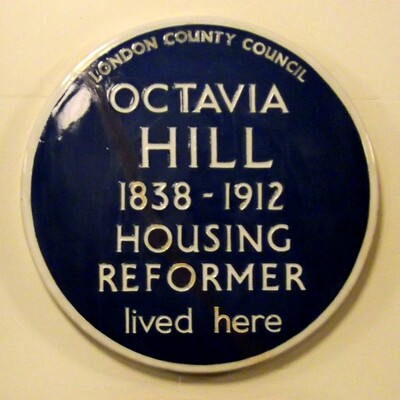 LONDON COUNTY COUNCIL
OCTAVIA
HILL
1838 - 1912
HOUSING
REFORMER
lived here